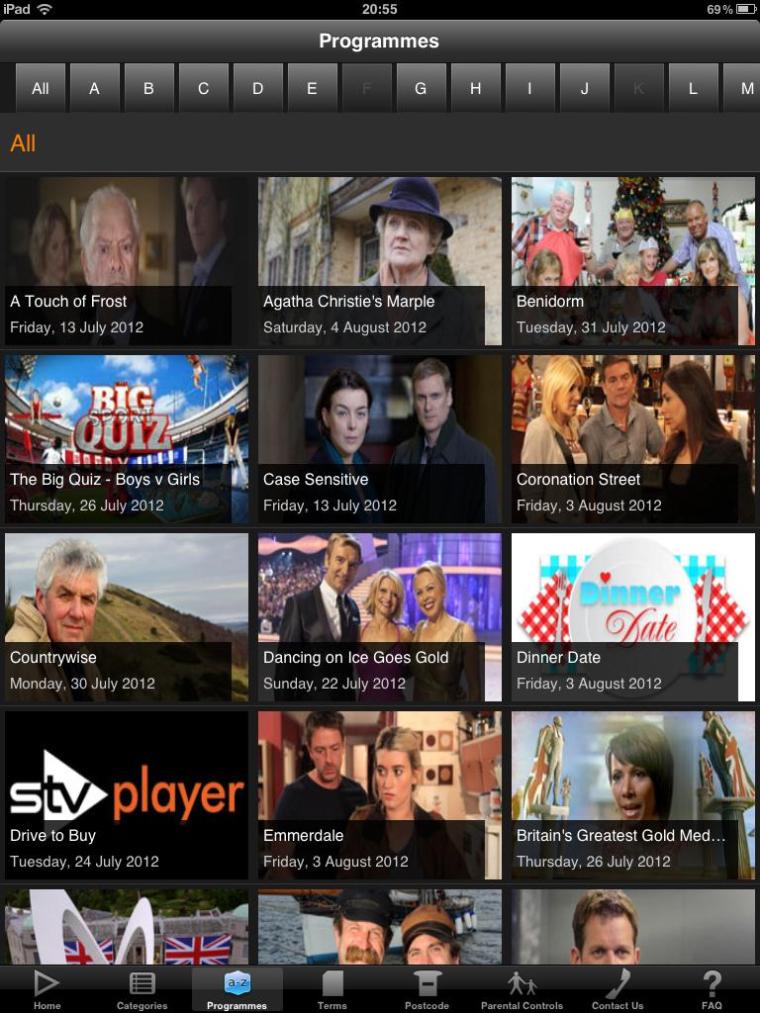 iPad 20:55 69%
Programmes
All A B C D E F G H I J K L M
All
A Touch of Frost
Friday, 13 July 2012
Agatha Christie's Marple
Saturday, 4 August 2012
Benidorm
Tuesday, 31 July 2012
BIG
SPORT
QUIZ
The Big Quiz - Boys v Girls
Thursday, 26 July 2012
Case Sensitive
Friday, 13 July 2012
Coronation Street
Friday, 3 August 2012
Countrywise
Monday, 30 July 2012
Dancing on Ice Goes Gold
Sunday, 22 July 2012
Dinner
Date
Dinner Date
Friday, 3 August 2012
stv player
Drive to Buy
Tuesday, 24 July 2012
Emmerdale
Friday, 3 August 2012
Britain's Greatest Gold Med...
Thursday, 26 July 2012
a-z
Home Categories Programmes Terms Postcode Parental Controls Contact Us FAQ